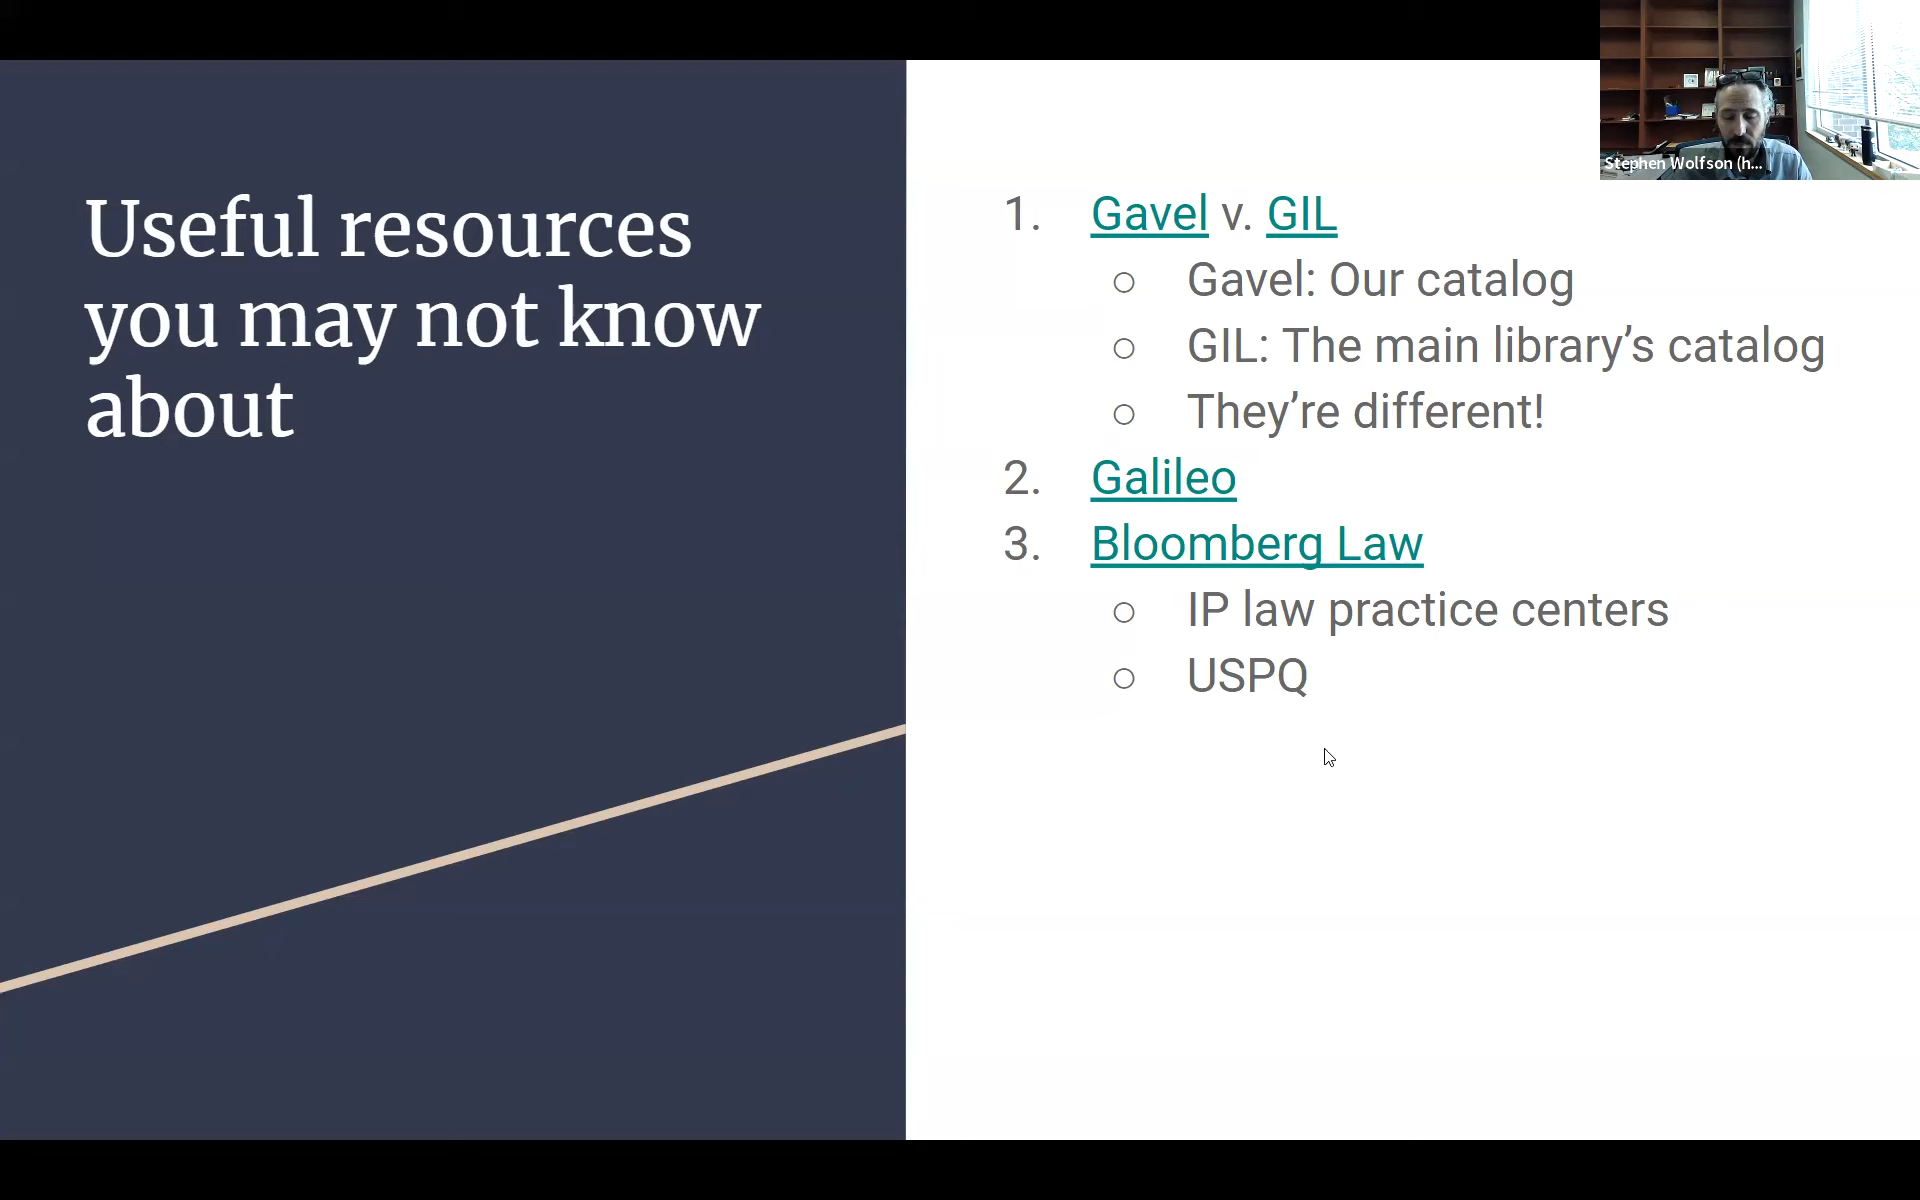 Stephen Wolfson (h...
Useful resources
you may not know
about
1. Gavel v. GIL
○ Gavel: Our catalog
○ GIL: The main library’s catalog
○ They’re different!
2. Galileo
3. Bloomberg Law
○ IP law practice centers
○ USPQ